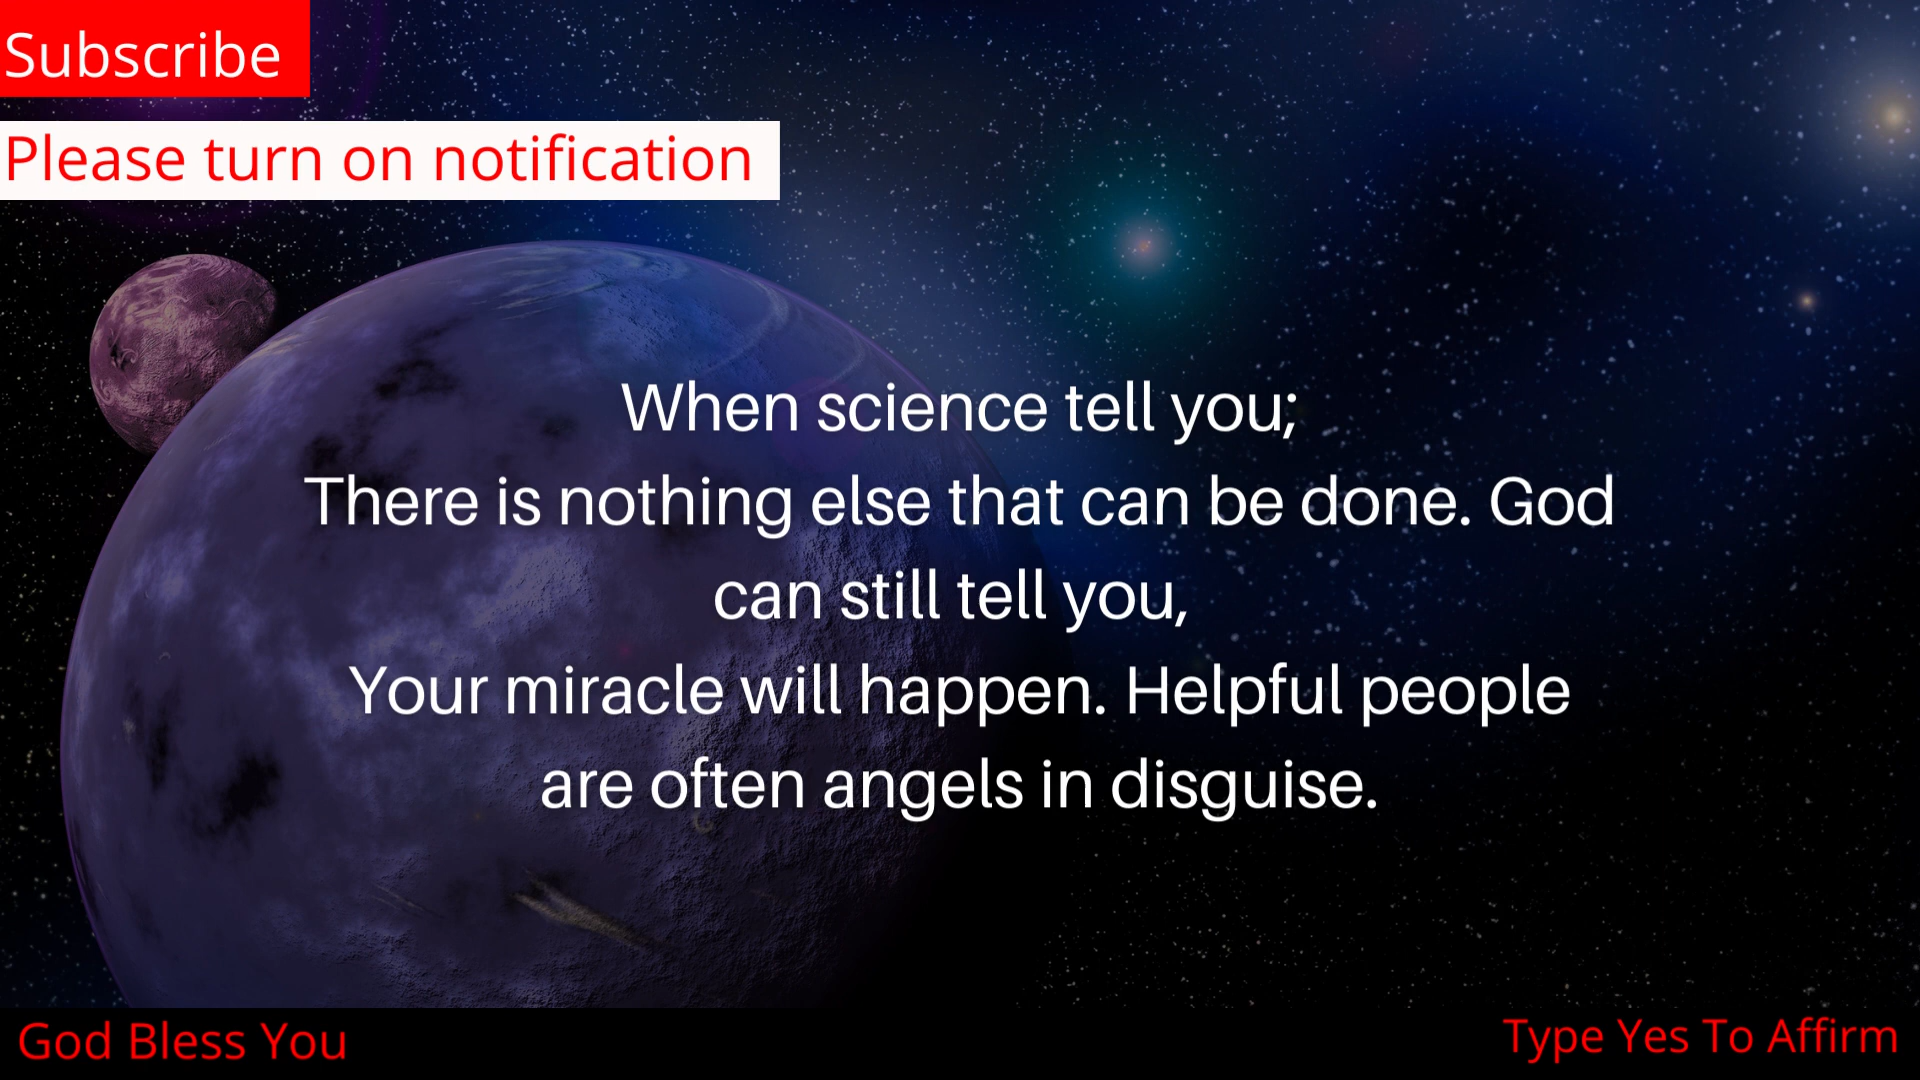 Subscribe
Please turn on notification
When science tell you;
There is nothing else that can be done. God
can still tell you,
Your miracle will happen. Helpful people
are often angels in disguise.
God Bless You
Type Yes To Affirm